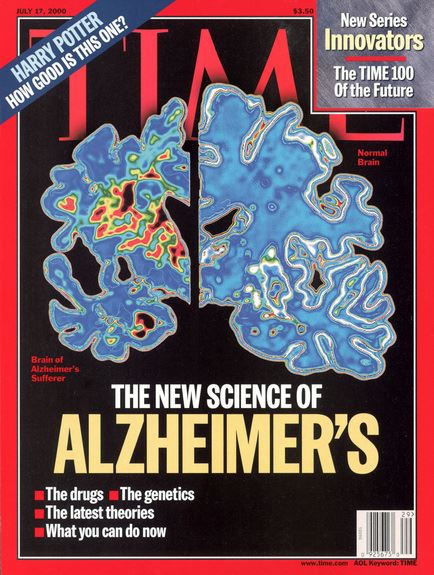 JULY 17, 2000
$3.50
HARRY POTTER
HOW GOOD IS THIS ONE?
New Series
Innovators
The TIME 100
Of the Future
TIME
Normal
Brain
Brain of
Alzheimer's
Sufferer
THE NEW SCIENCE OF
ALZHEIMER'S
The drugs
The genetics
The latest theories
What you can do now
29>
www.time.com AOL Keyword: TIME